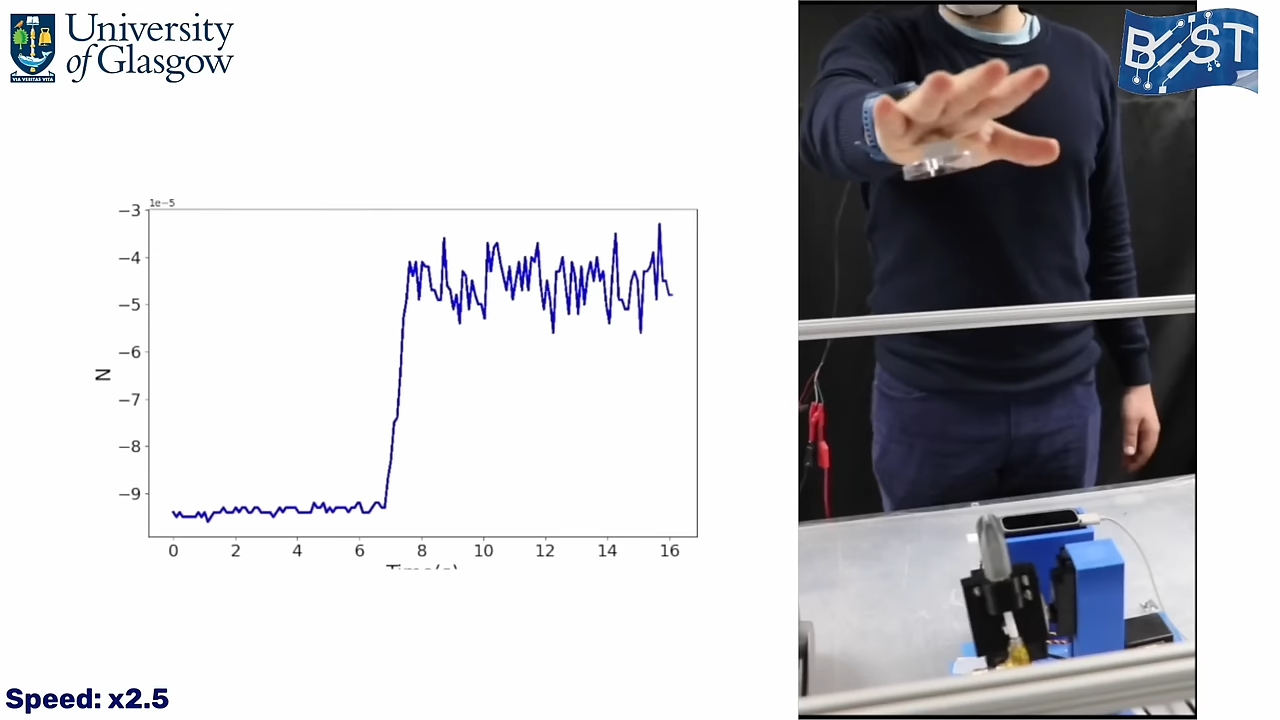 University
of Glasgow
VIA VERITAS VITA
BEST
1e−5
−3
−4
−5
−6
−7
−8
−9
N
0 2 4 6 8 10 12 14 16
Time(s)
Speed: x2.5